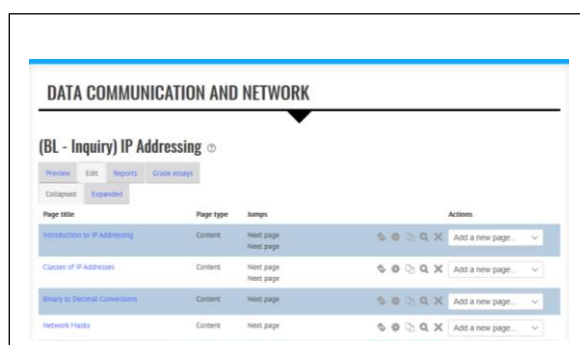 DATA COMMUNICATION AND NETWORK
(BL - Inquiry) IP Addressing
Preview Edit Reports Grade essays
Collapsed Expanded
Page title Page type Jumps Actions
Introduction to IP Addressing Content Next page Add a new page...
Next page
Classes of IP Addresses Content Next page Add a new page...
Next page
Binary to Decimal Conversions Content Next page Add a new page...
Network Masks Content Next page Add a new page...